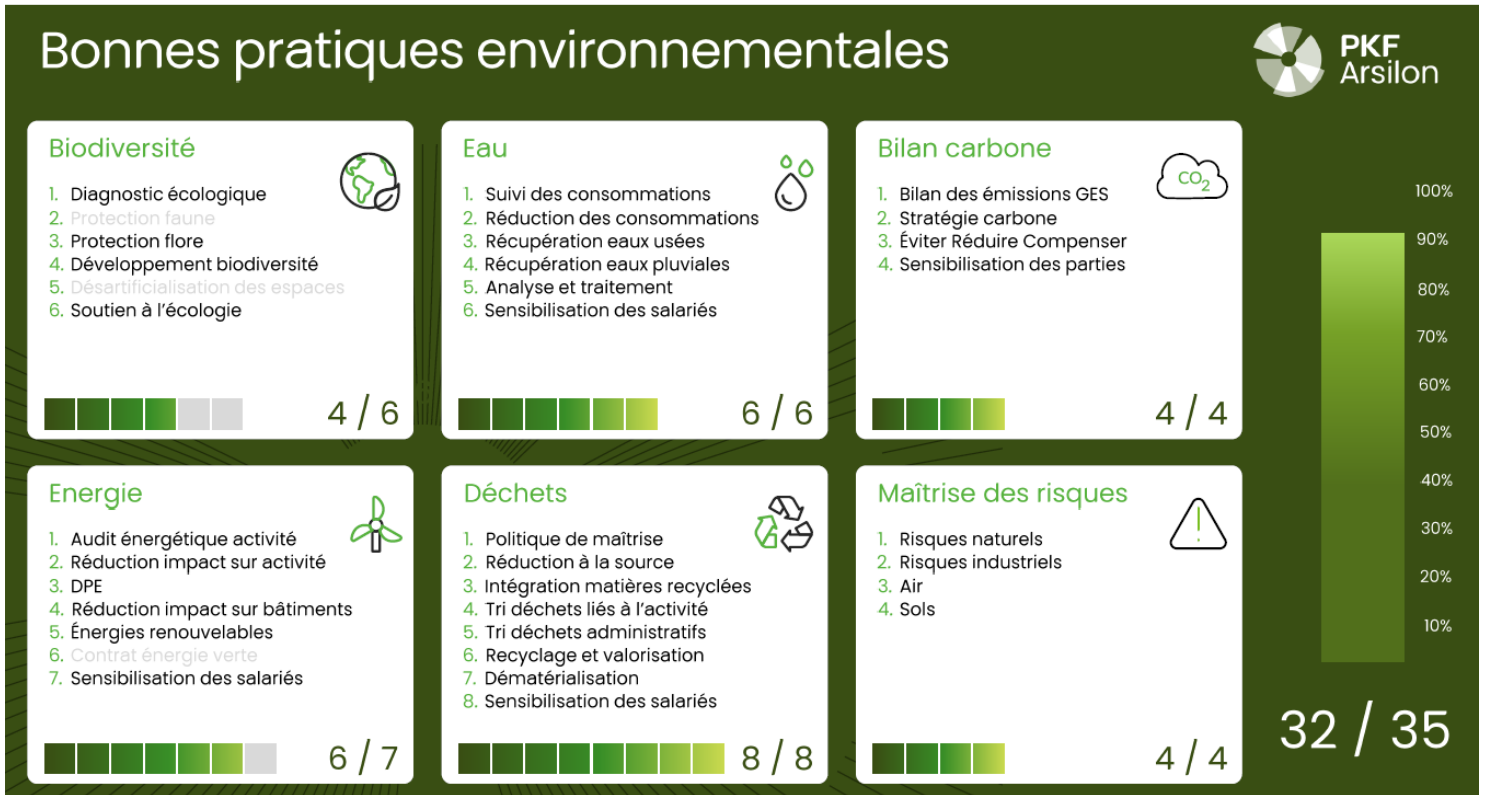 Bonnes pratiques environnementales
PKF
Arsilon
Biodiversité
1. Diagnostic écologique
2. Protection faune
3. Protection flore
4. Développement biodiversité
5. Désartificialisation des espaces
6. Soutien à l'écologie
4 / 6
Eau
1. Suivi des consommations
2. Réduction des consommations
3. Récupération eaux usées
4. Récupération eaux pluviales
5. Analyse et traitement
6. Sensibilisation des salariés
6 / 6
Bilan carbone
CO₂
1. Bilan des émissions GES
2. Stratégie carbone
3. Éviter Réduire Compenser
4. Sensibilisation des parties
4 / 4
Energie
1. Audit énergétique activité
2. Réduction impact sur activité
3. DPE
4. Réduction impact sur bâtiments
5. Énergies renouvelables
6. Contrat énergie verte
7. Sensibilisation des salariés
6 / 7
Déchets
1. Politique de maîtrise
2. Réduction à la source
3. Intégration matières recyclées
4. Tri déchets liés à l'activité
5. Tri déchets administratifs
6. Recyclage et valorisation
7. Dématérialisation
8. Sensibilisation des salariés
8 / 8
Maîtrise des risques
1. Risques naturels
2. Risques industriels
3. Air
4. Sols
4 / 4
100%
90%
80%
70%
60%
50%
40%
30%
20%
10%
32 / 35